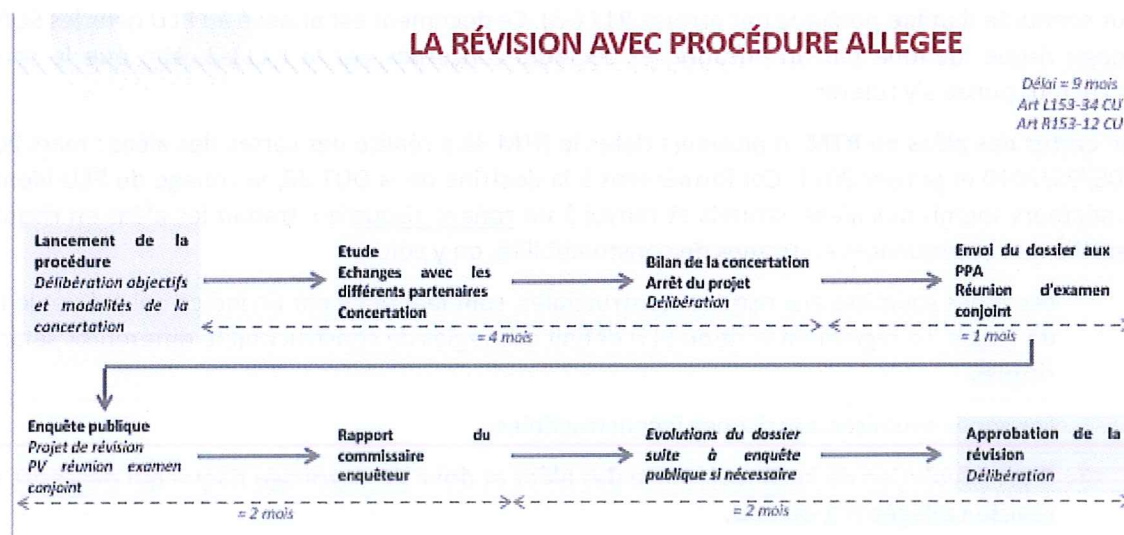 LA RÉVISION AVEC PROCÉDURE ALLEGEE
Délai = 9 mois
Art L153-34 CU
Art R153-12 CU
Lancement de la
procédure
Délibération objectifs
et modalités de la
concertation
Etude
Echanges avec les
différents partenaires
Concertation
Bilan de la concertation
Arrêt du projet
Délibération
Envoi du dossier aux
PPA
Réunion d'examen
conjoint
≈ 4 mois
≈ 1 mois
Enquête publique
Projet de révision
PV réunion examen
conjoint
Rapport du
commissaire
enquêteur
Evolutions du dossier
suite à enquête
publique si nécessaire
Approbation de la
révision
Délibération
≈ 2 mois
≈ 2 mois